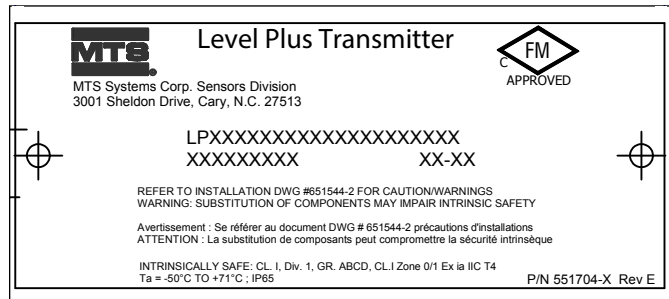 MTS
Level Plus Transmitter
C FM
APPROVED
MTS Systems Corp. Sensors Division
3001 Sheldon Drive, Cary, N.C. 27513
LPXXXXXXXXXXXXXXXXXXXX
XXXXXXXXX XX-XX
REFER TO INSTALLATION DWG #651544-2 FOR CAUTION/WARNINGS
WARNING: SUBSTITUTION OF COMPONENTS MAY IMPAIR INTRINSIC SAFETY
Avertissement : Se référer au document DWG # 651544-2 précautions d'installations
ATTENTION : La substitution de composants peut compromettre la sécurité intrinsèque
INTRINSICALLY SAFE: CL. I, Div. 1, GR. ABCD, CL.I Zone 0/1 Ex ia IIC T4
Ta = -50°C TO +71°C ; IP65
P/N 551704-X Rev E